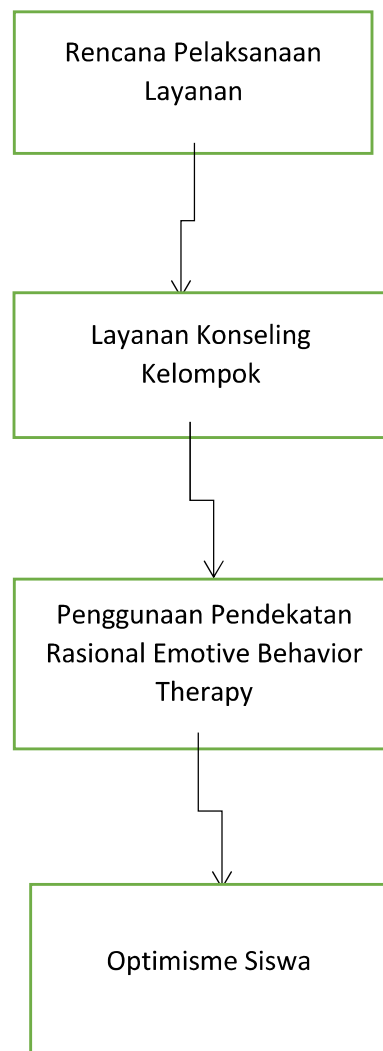 Rencana Pelaksanaan
Layanan
Layanan Konseling
Kelompok
Penggunaan Pendekatan
Rasional Emotive Behavior
Therapy
Optimisme Siswa